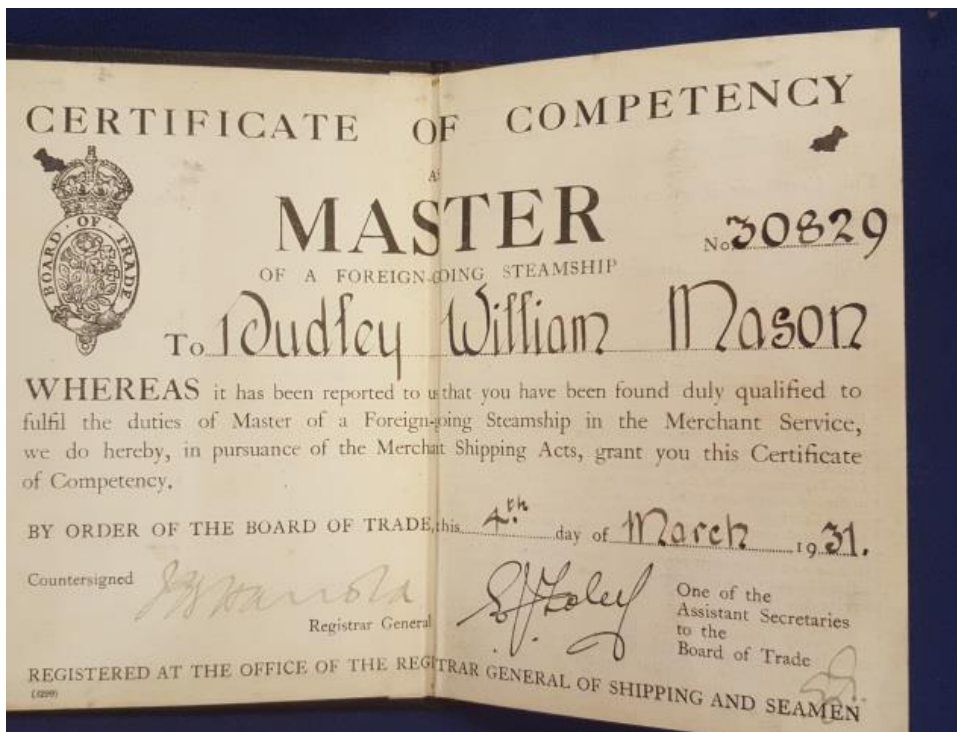 CERTIFICATE OF COMPETENCY
AS
MASTER
No. 30829
OF A FOREIGN-GOING STEAMSHIP
BOARD OF TRADE
To Dudley William Mason
WHEREAS it has been reported to us that you have been found duly qualified to
fulfil the duties of Master of a Foreign-going Steamship in the Merchant Service,
we do hereby, in pursuance of the Merchant Shipping Acts, grant you this Certificate
of Competency.
BY ORDER OF THE BOARD OF TRADE, this 4th. day of March 1931.
Countersigned
Registrar General
E J Foley
One of the
Assistant Secretaries
to the
Board of Trade
REGISTERED AT THE OFFICE OF THE REGISTRAR GENERAL OF SHIPPING AND SEAMEN